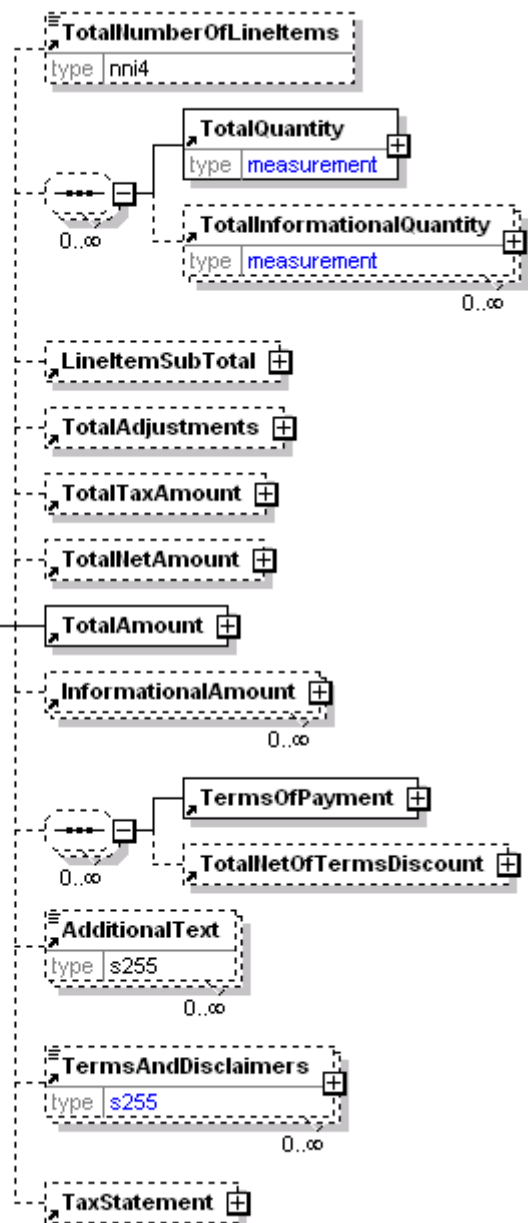 TotalNumberOfLineItems
type nni4
TotalQuantity
type measurement
0..∞
TotalInformationalQuantity
type measurement
0..∞
LineItemSubTotal
TotalAdjustments
TotalTaxAmount
TotalNetAmount
TotalAmount
InformationalAmount
0..∞
TermsOfPayment
0..∞
TotalNetOfTermsDiscount
AdditionalText
type s255
0..∞
TermsAndDisclaimers
type s255
0..∞
TaxStatement